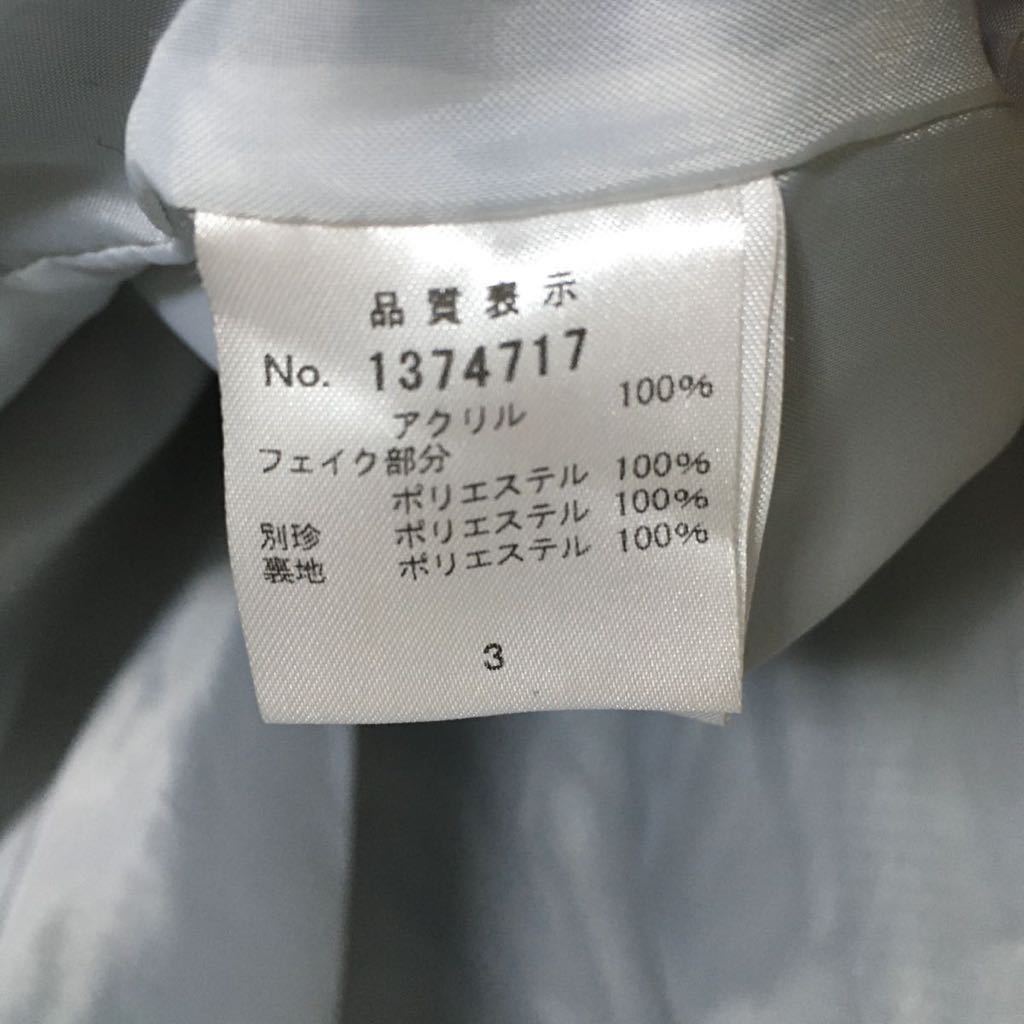 品質表示
No. 1374717
アクリル 100%
フェイク部分
ポリエステル 100%
別珍 ポリエステル 100%
裏地 ポリエステル 100%
3